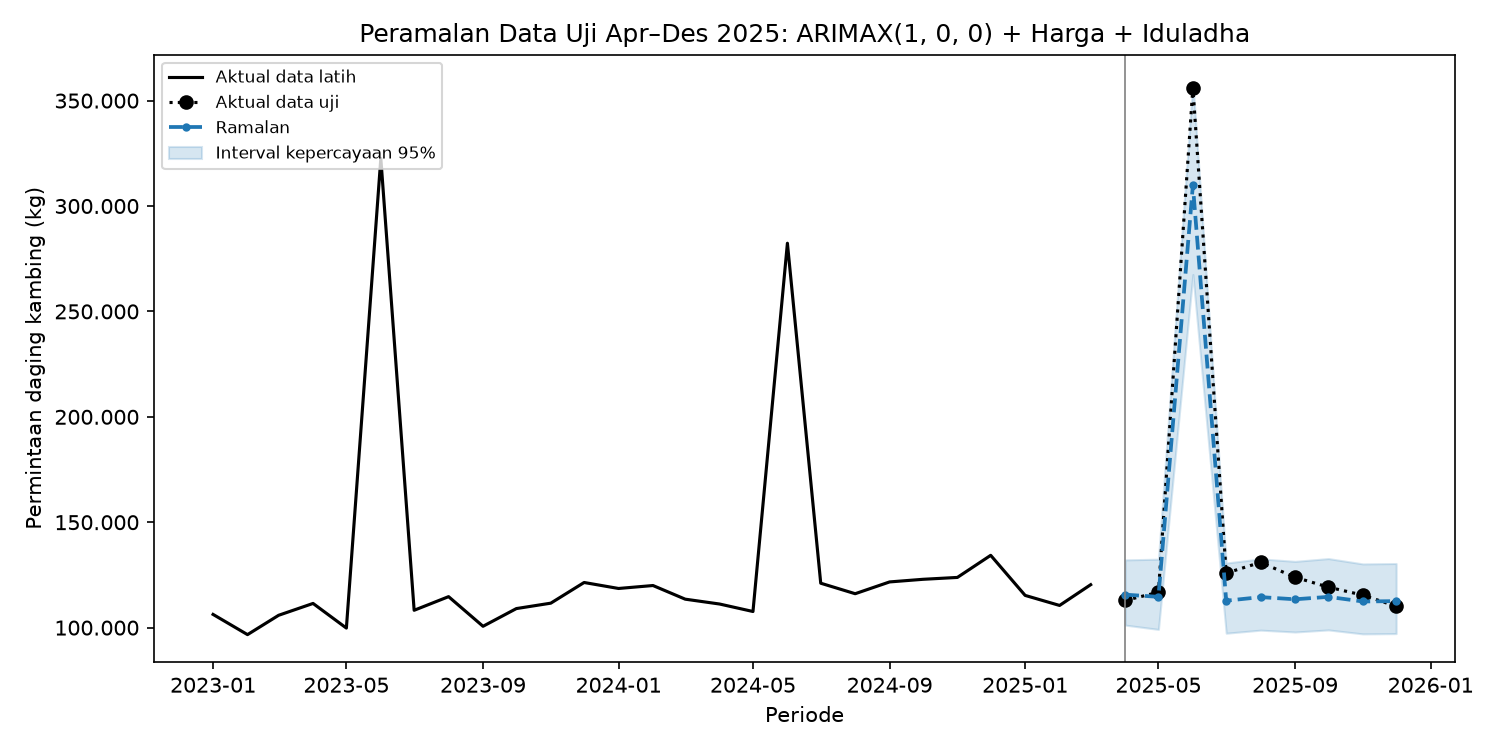 Peramalan Data Uji Apr–Des 2025: ARIMAX(1, 0, 0) + Harga + Iduladha
Aktual data latih
Aktual data uji
Ramalan
Interval kepercayaan 95%
Permintaan daging kambing (kg)
350.000
300.000
250.000
200.000
150.000
100.000
2023-01 2023-05 2023-09 2024-01 2024-05 2024-09 2025-01 2025-05 2025-09 2026-01
Periode